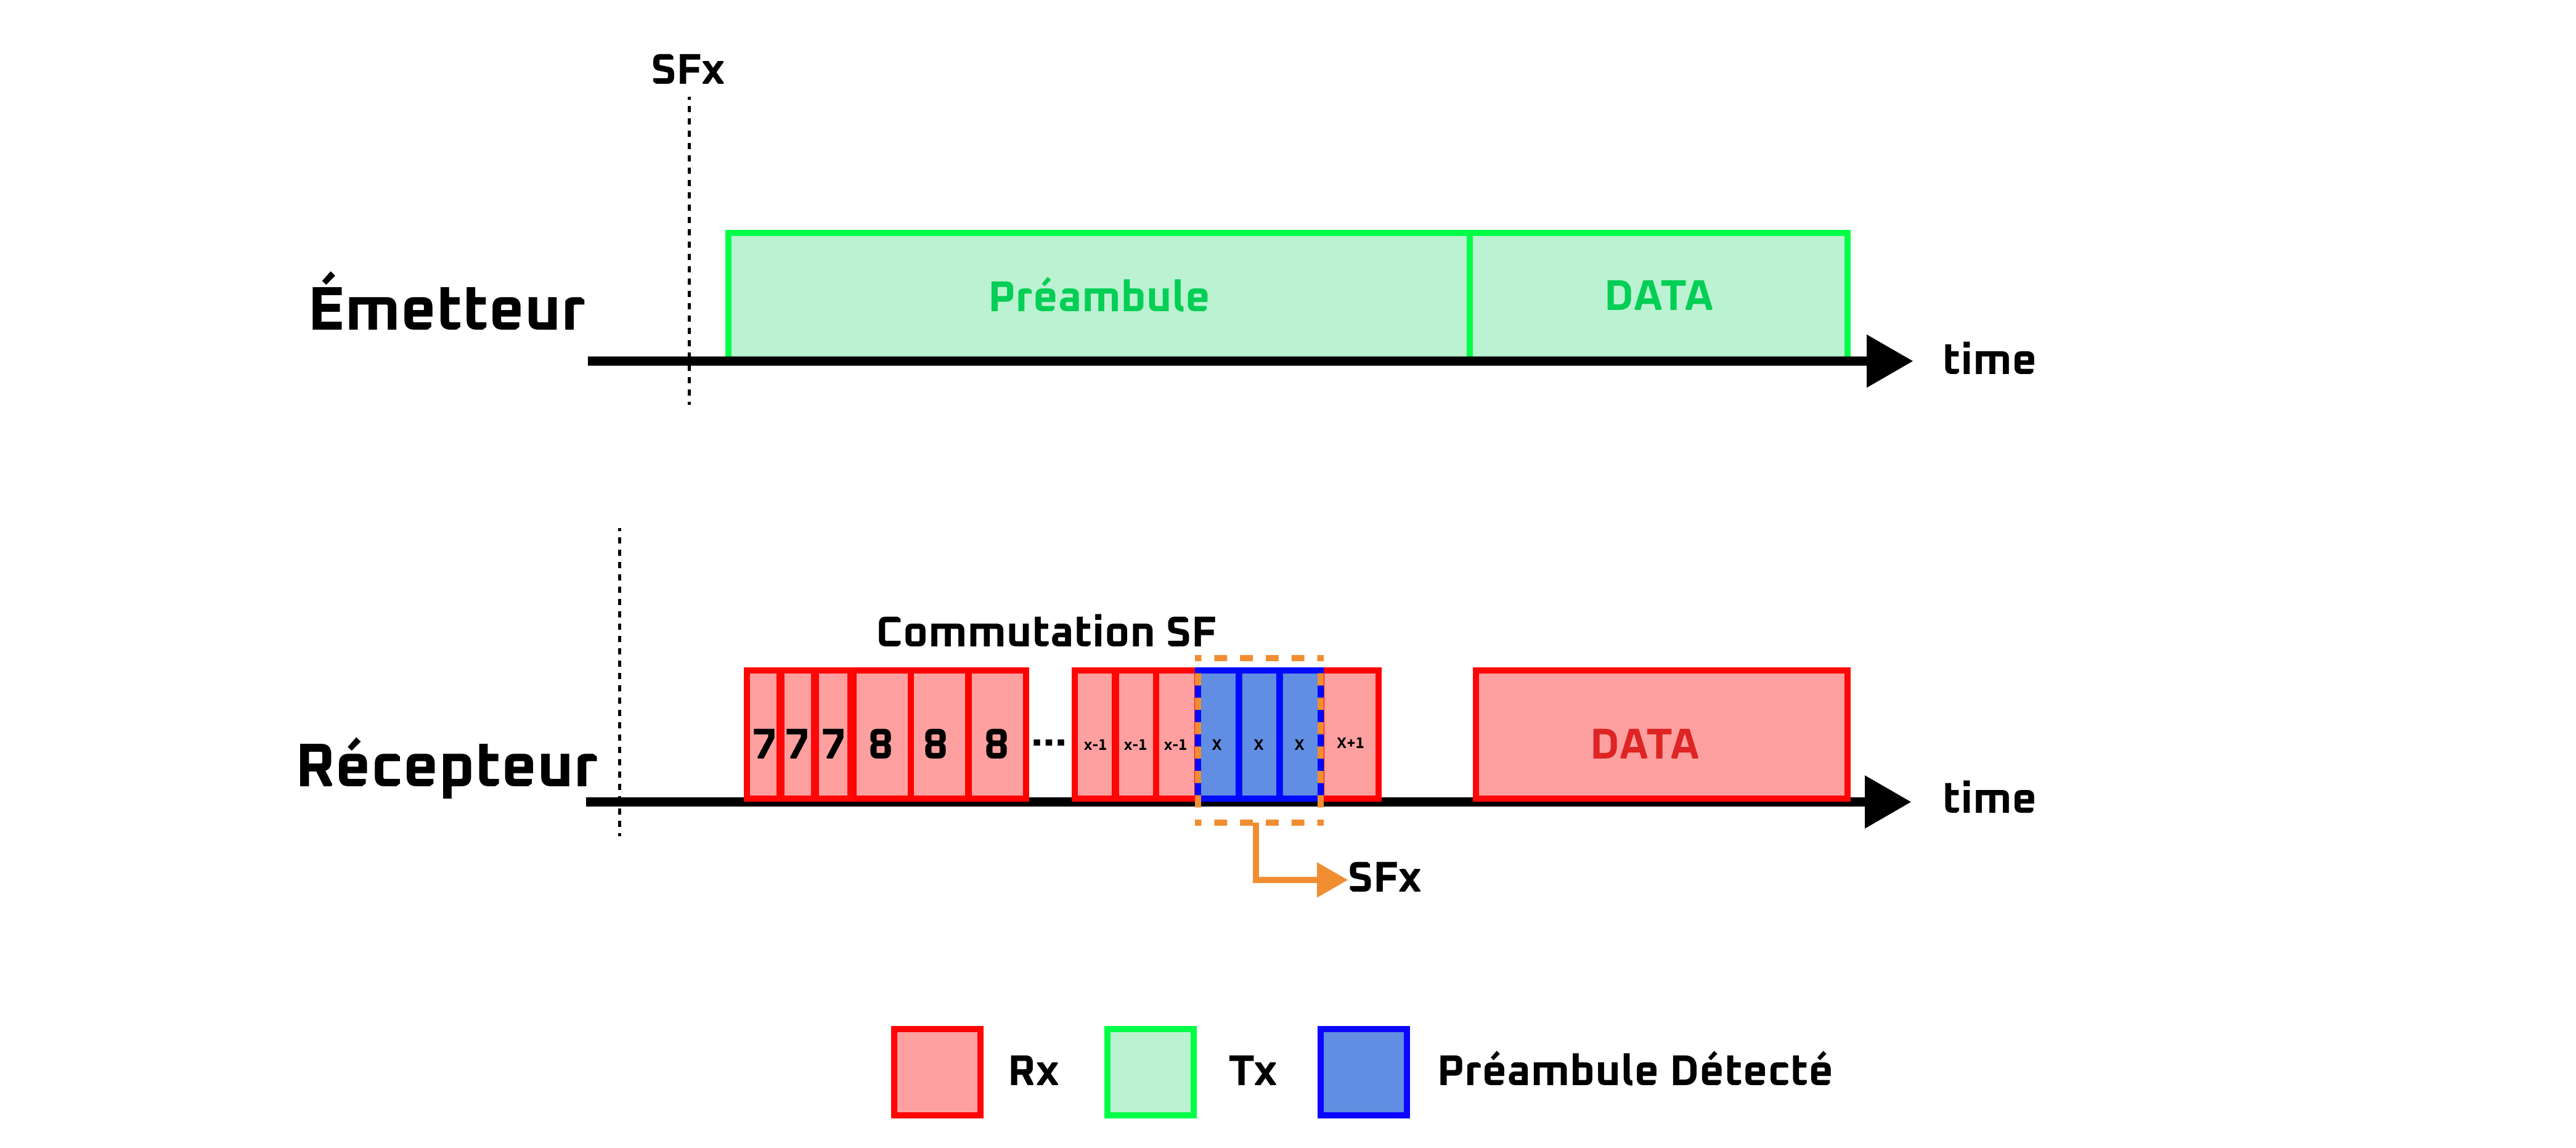 SFx
Émetteur
Préambule
DATA
time
Commutation SF
Récepteur
7 7 7 8 8 8 ... x-1 x-1 x-1 X X X X+1
DATA
time
SFx
Rx
Tx
Préambule Détecté